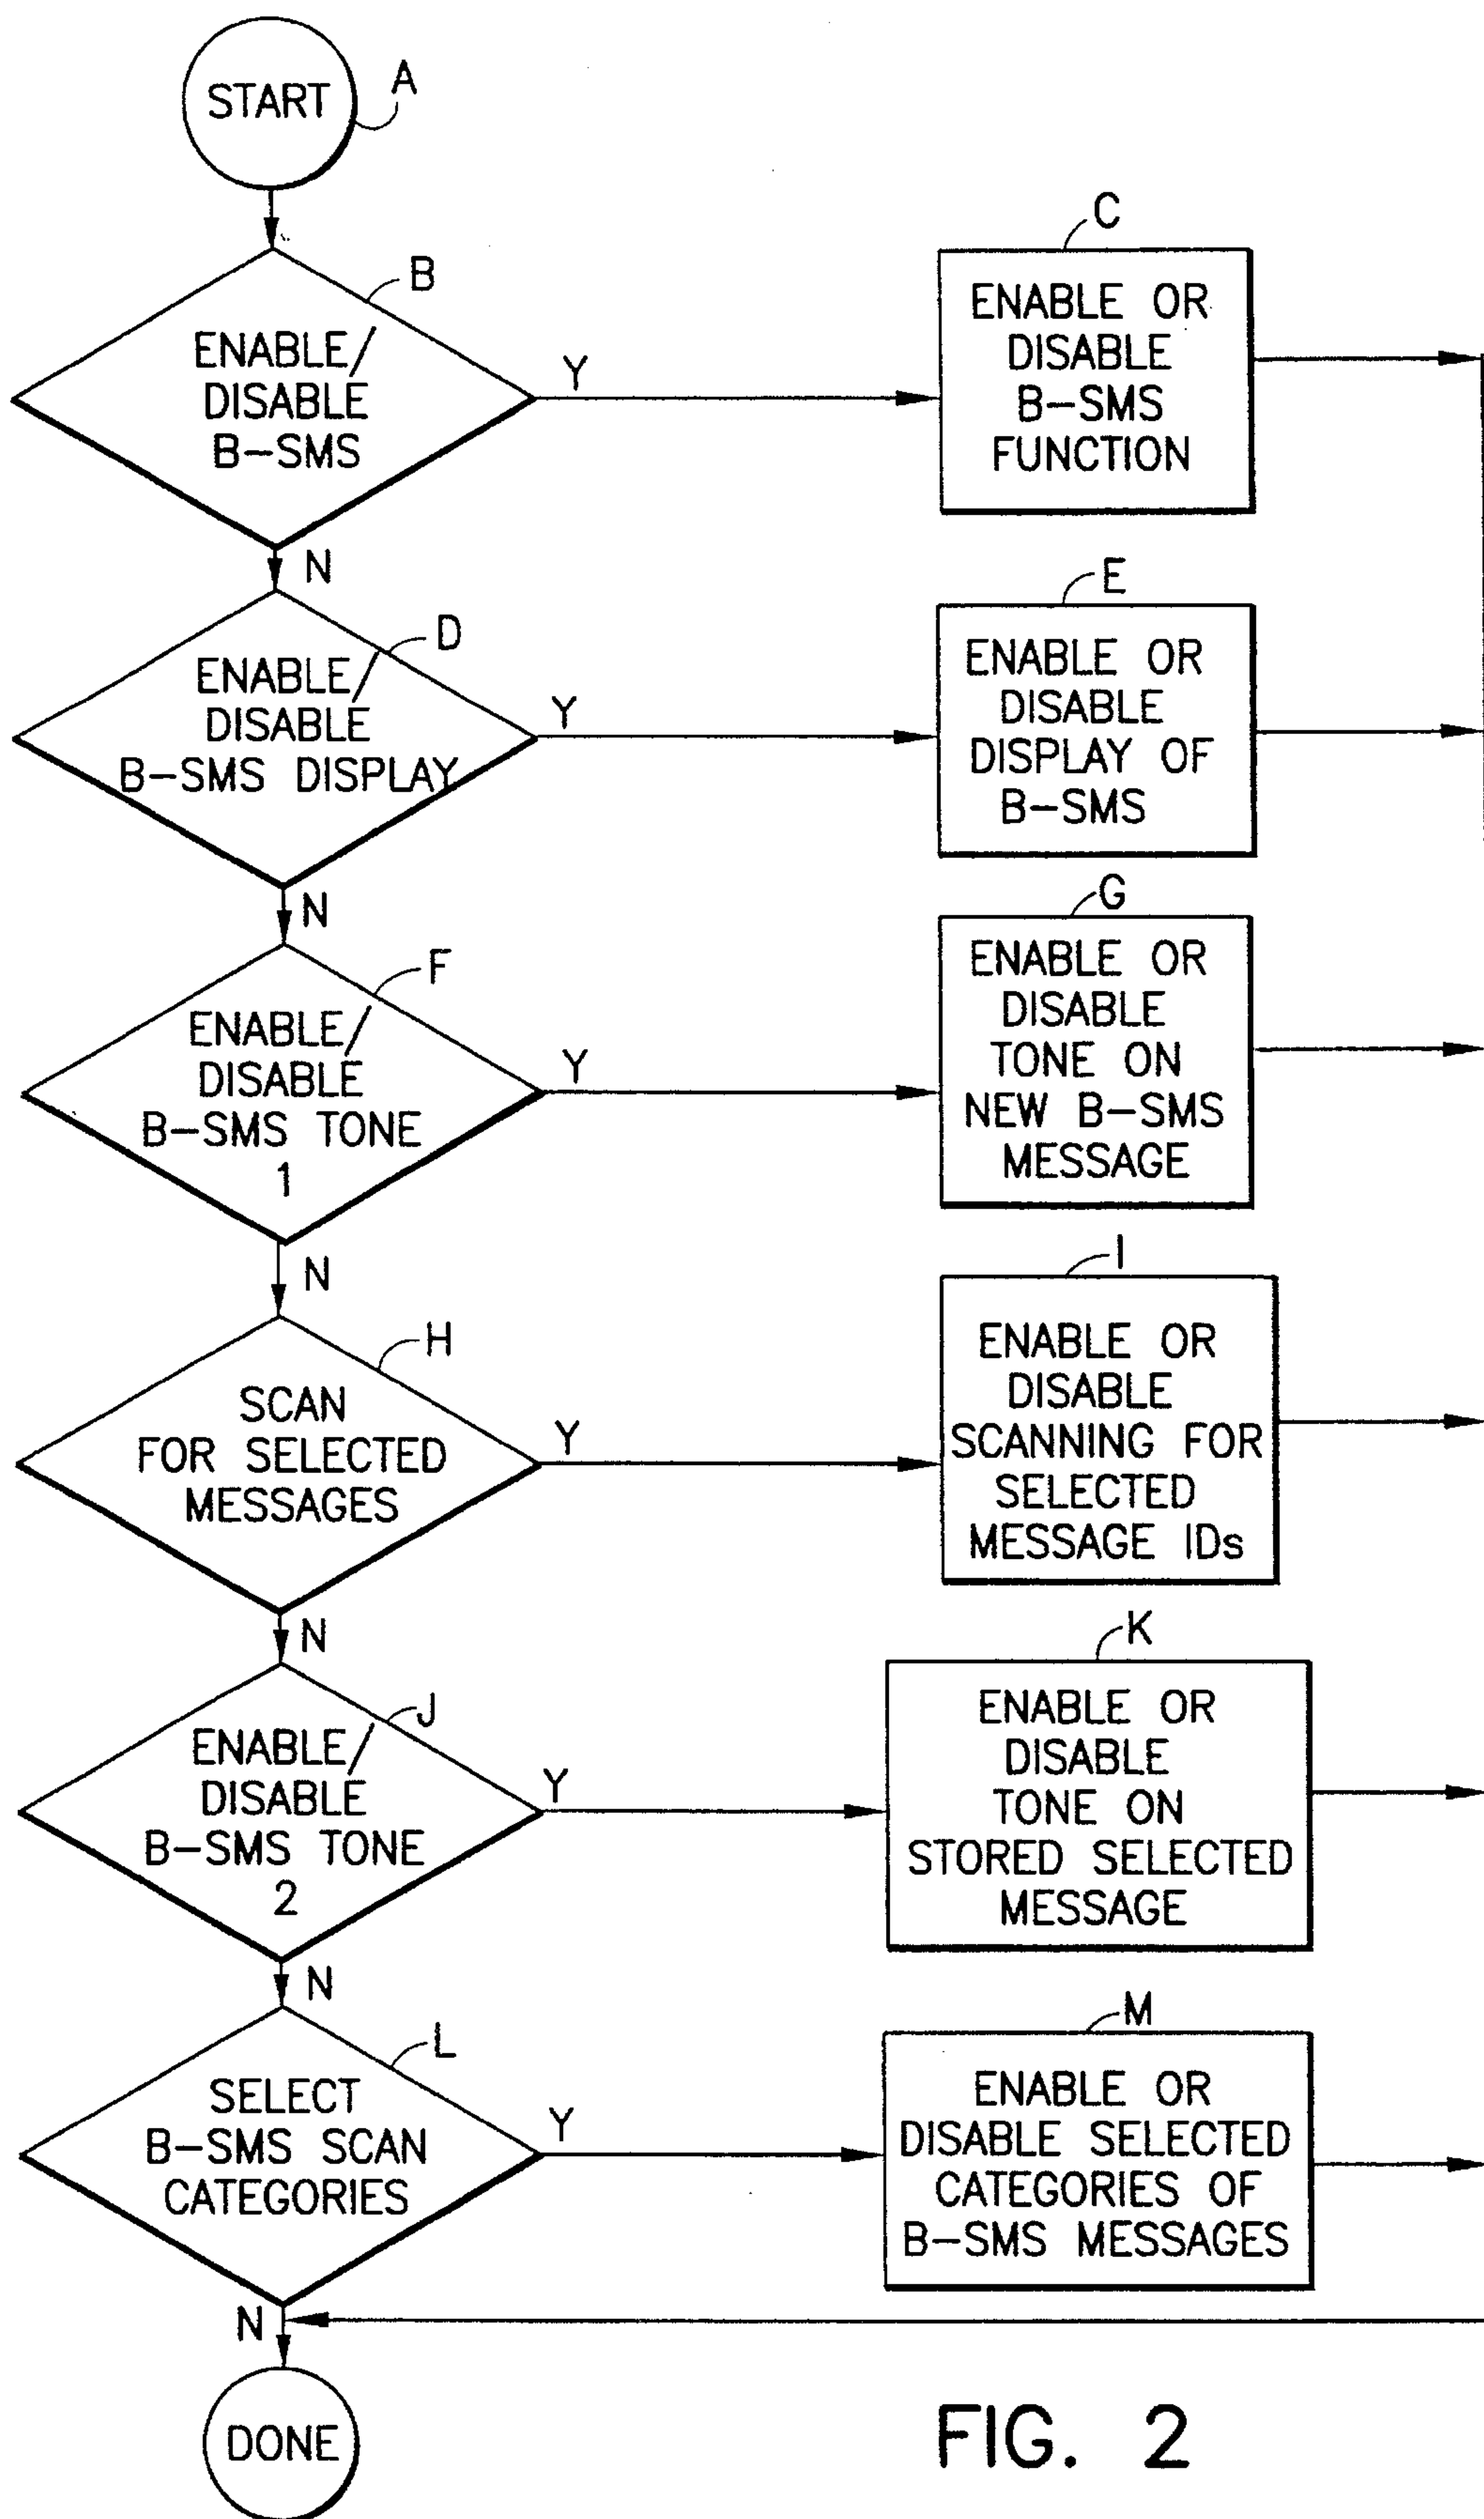 START
A
B
ENABLE/
DISABLE
B-SMS
Y
N
C
ENABLE OR
DISABLE
B-SMS
FUNCTION
D
ENABLE/
DISABLE
B-SMS DISPLAY
Y
N
E
ENABLE OR
DISABLE
DISPLAY OF
B-SMS
F
ENABLE/
DISABLE
B-SMS TONE
1
Y
N
G
ENABLE OR
DISABLE
TONE ON
NEW B-SMS
MESSAGE
H
SCAN
FOR SELECTED
MESSAGES
Y
N
I
ENABLE OR
DISABLE
SCANNING FOR
SELECTED
MESSAGE IDs
J
ENABLE/
DISABLE
B-SMS TONE
2
Y
N
K
ENABLE OR
DISABLE
TONE ON
STORED SELECTED
MESSAGE
L
SELECT
B-SMS SCAN
CATEGORIES
Y
N
M
ENABLE OR
DISABLE SELECTED
CATEGORIES OF
B-SMS MESSAGES
DONE
FIG. 2